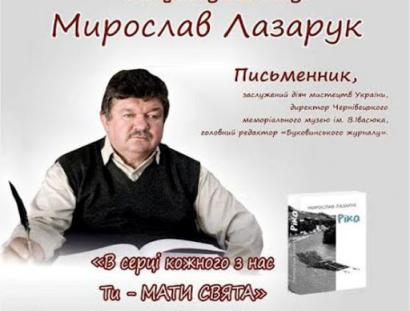 Мирослав Лазарук
Письменник,
заслужений діяч мистецтв України,
директор Чернівецького
меморіального музею ім. В.Івасюка,
головний редактор «Буковинського журналу».
МИРОСЛАВ ЛАЗАРУК
Ріко
Ріко
«В серці кожного з нас
Ти - МАТИ СВЯТА»